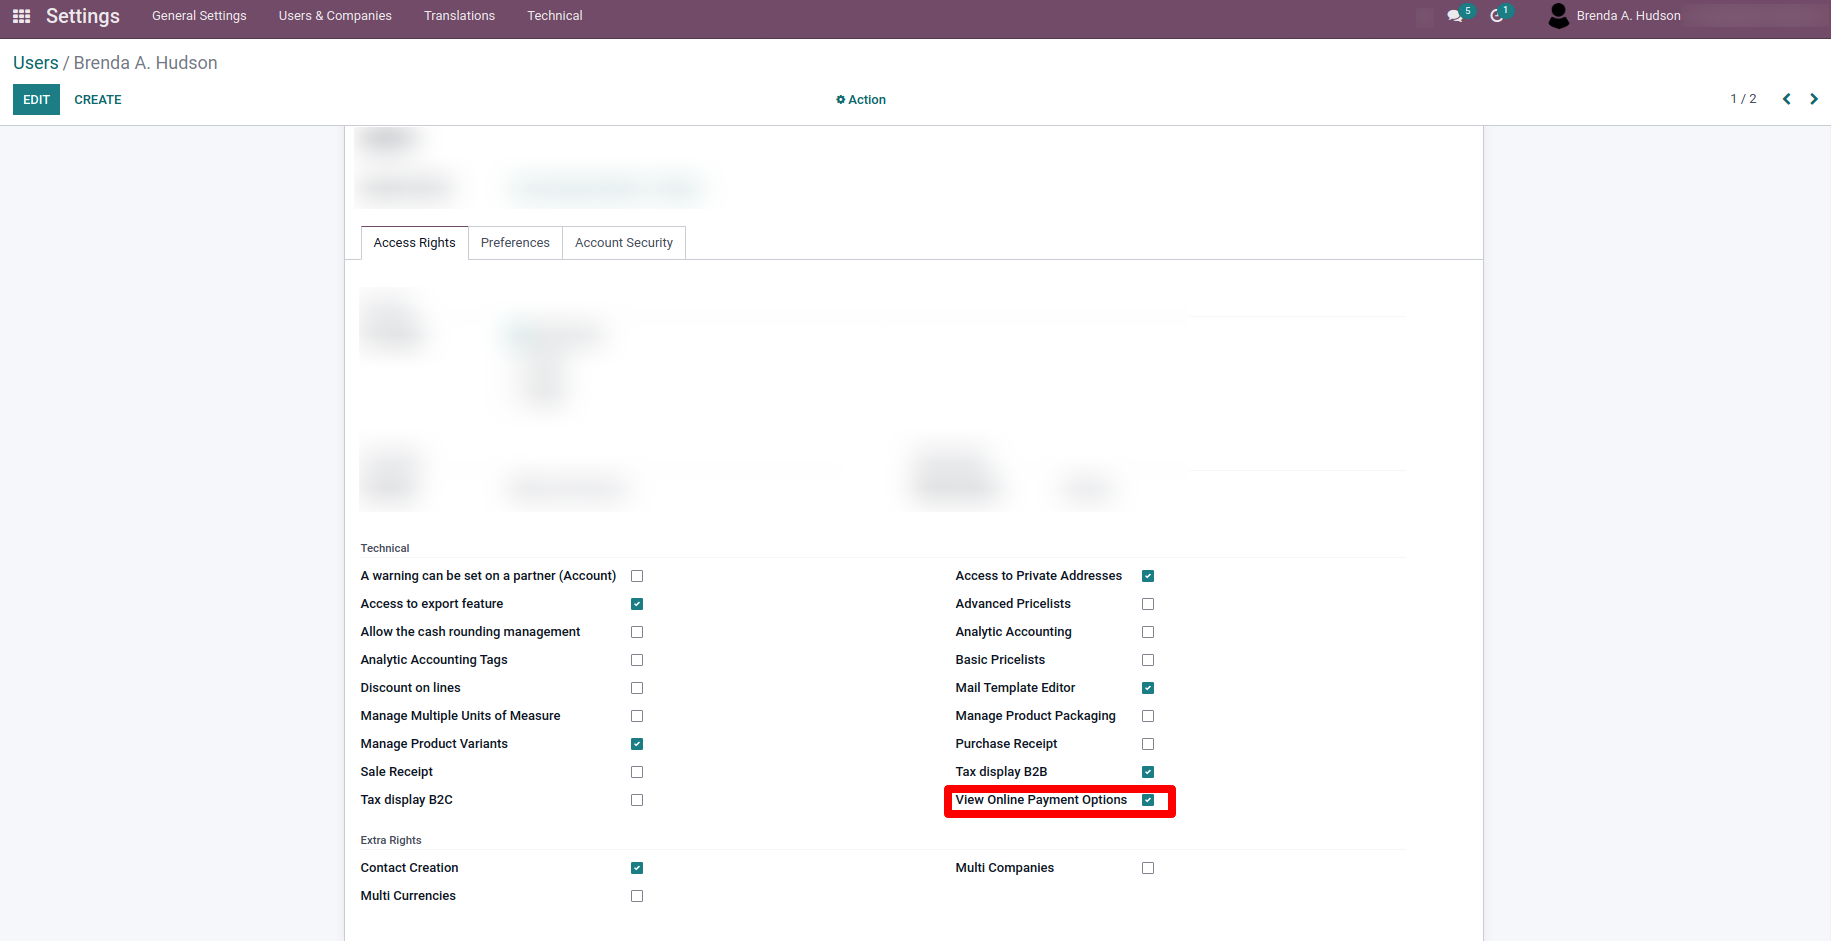 Settings General Settings Users & Companies Translations Technical 5 1 Brenda A. Hudson
Users / Brenda A. Hudson
EDIT CREATE Action 1 / 2
Access Rights Preferences Account Security
Technical
A warning can be set on a partner (Account) Access to Private Addresses
Access to export feature Advanced Pricelists
Allow the cash rounding management Analytic Accounting
Analytic Accounting Tags Basic Pricelists
Discount on lines Mail Template Editor
Manage Multiple Units of Measure Manage Product Packaging
Manage Product Variants Purchase Receipt
Sale Receipt Tax display B2B
Tax display B2C View Online Payment Options
Extra Rights
Contact Creation Multi Companies
Multi Currencies